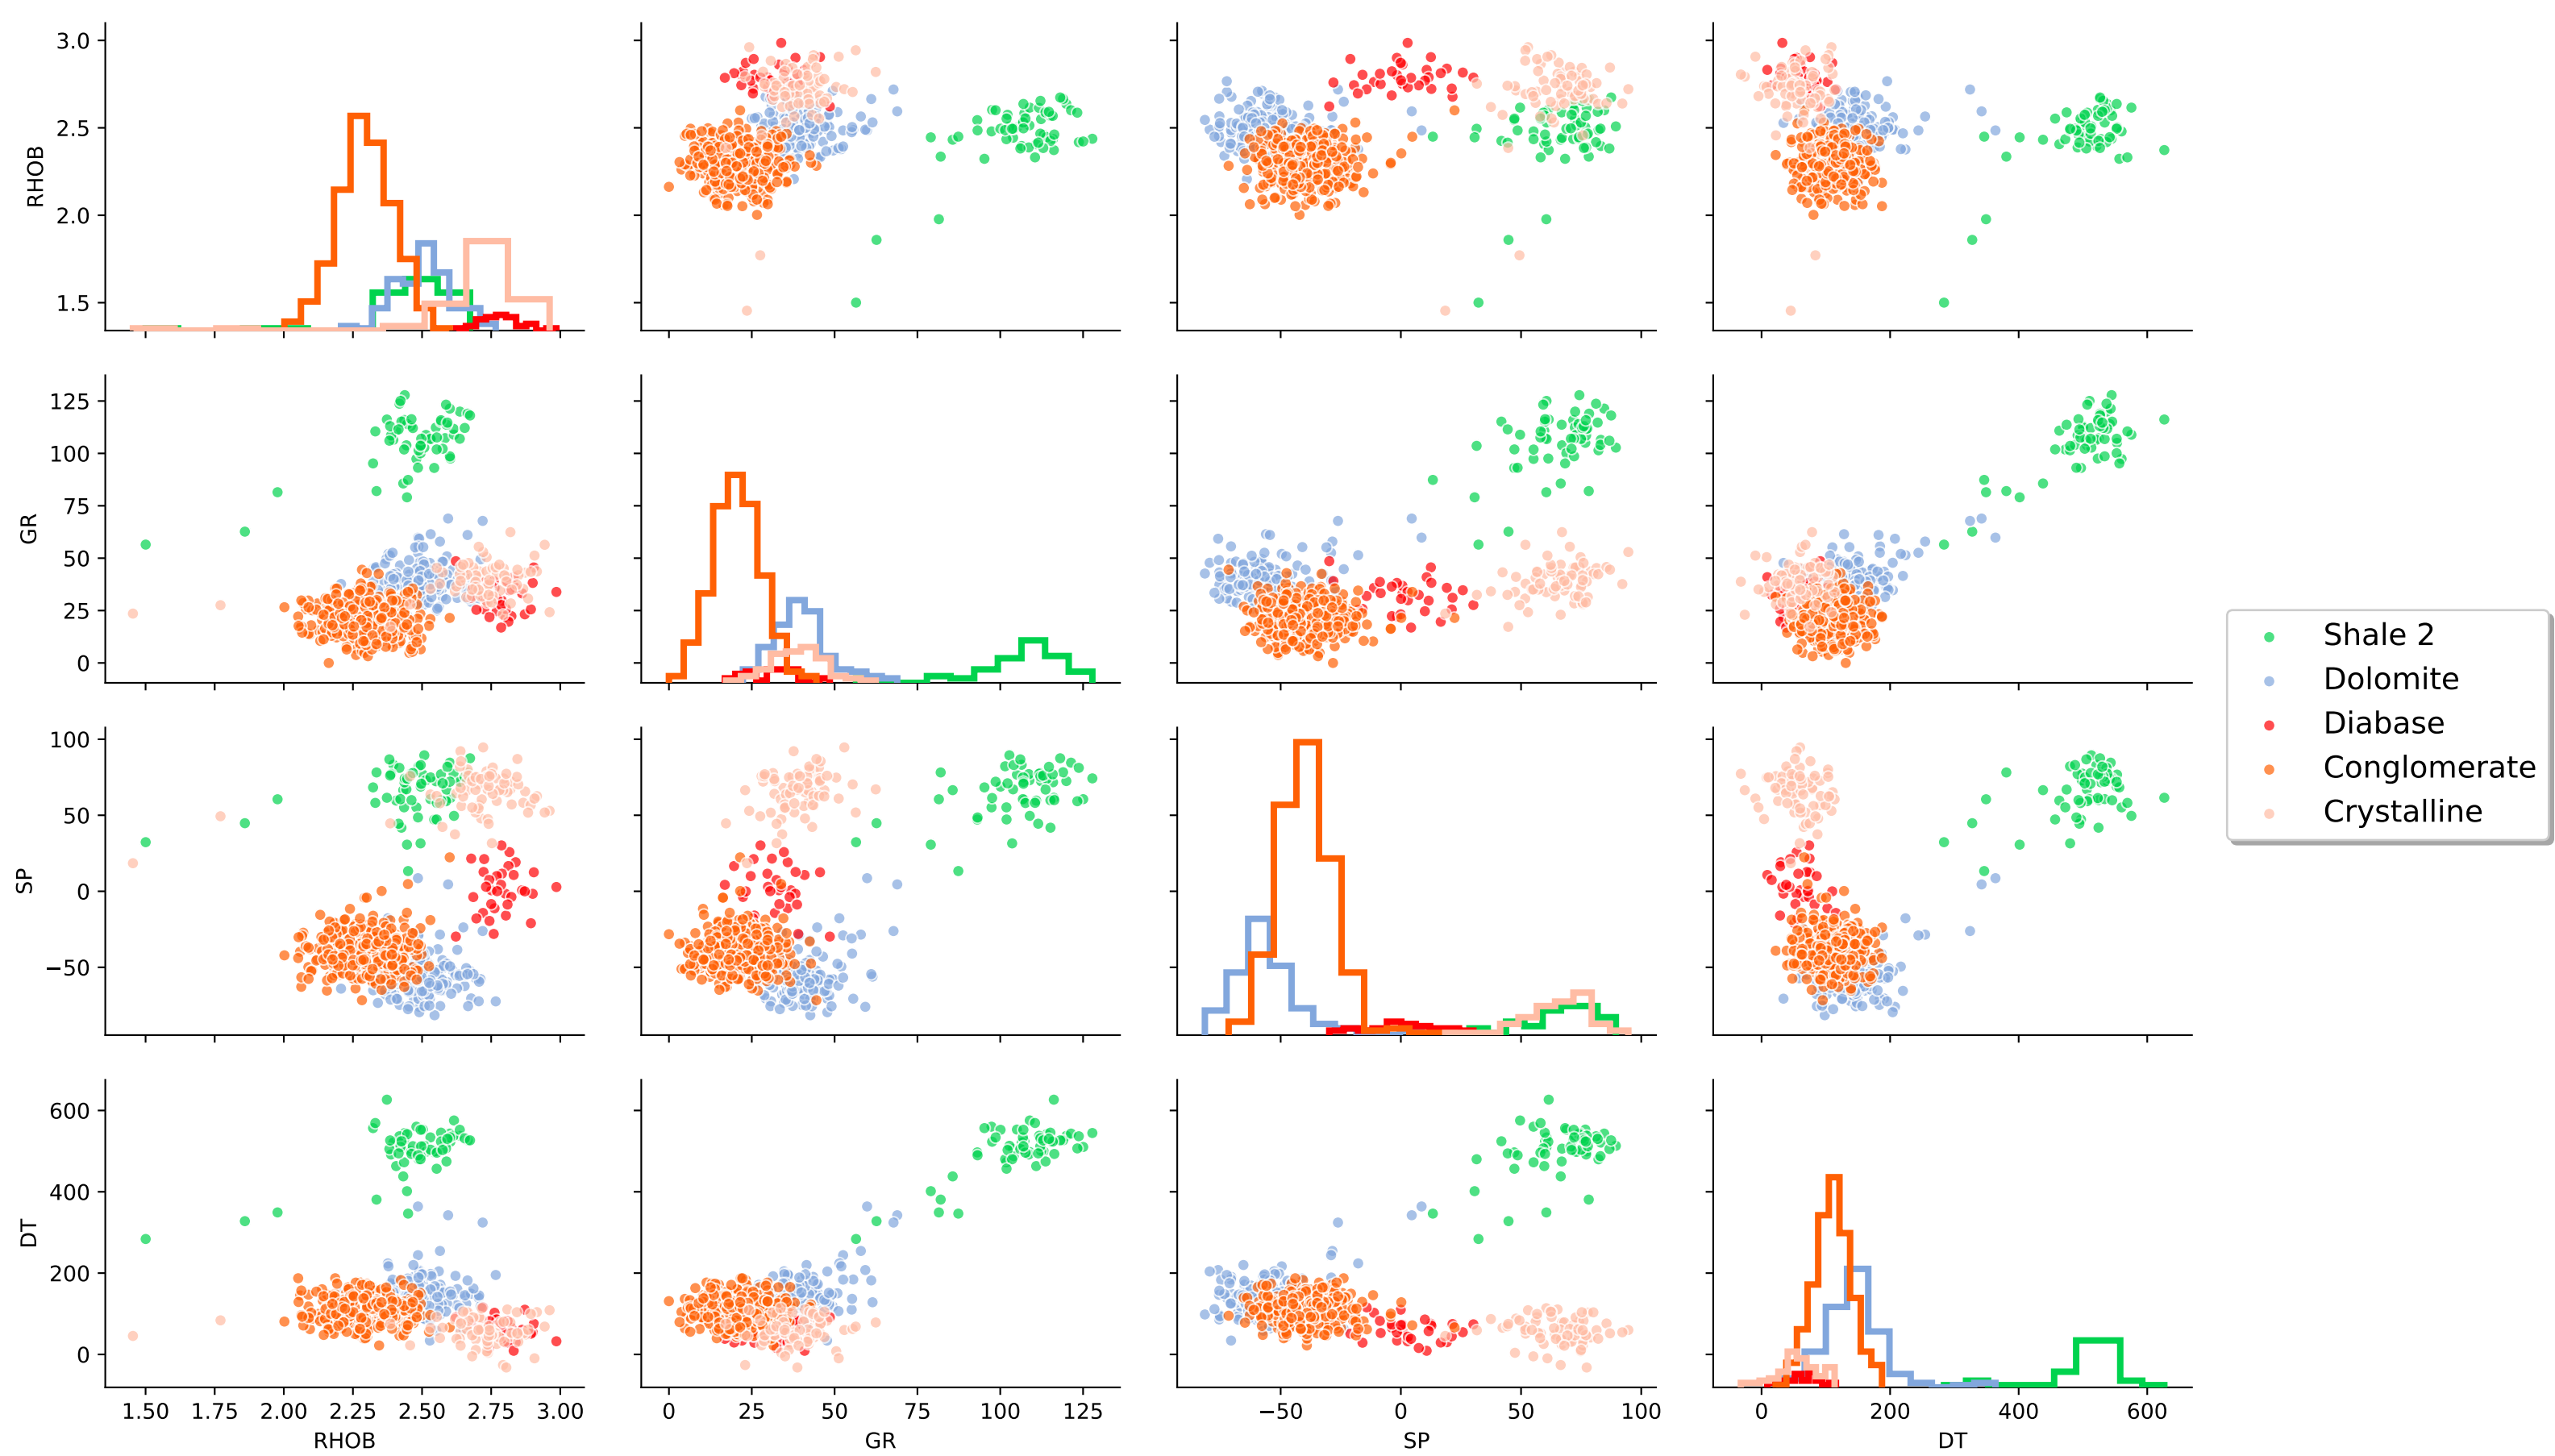 3.0
2.5
2.0
1.5
RHOB
125
100
75
50
25
0
GR
100
50
0
−50
SP
600
400
200
0
DT
1.50 1.75 2.00 2.25 2.50 2.75 3.00
RHOB
0 25 50 75 100 125
GR
−50 0 50 100
SP
0 200 400 600
DT
Shale 2
Dolomite
Diabase
Conglomerate
Crystalline